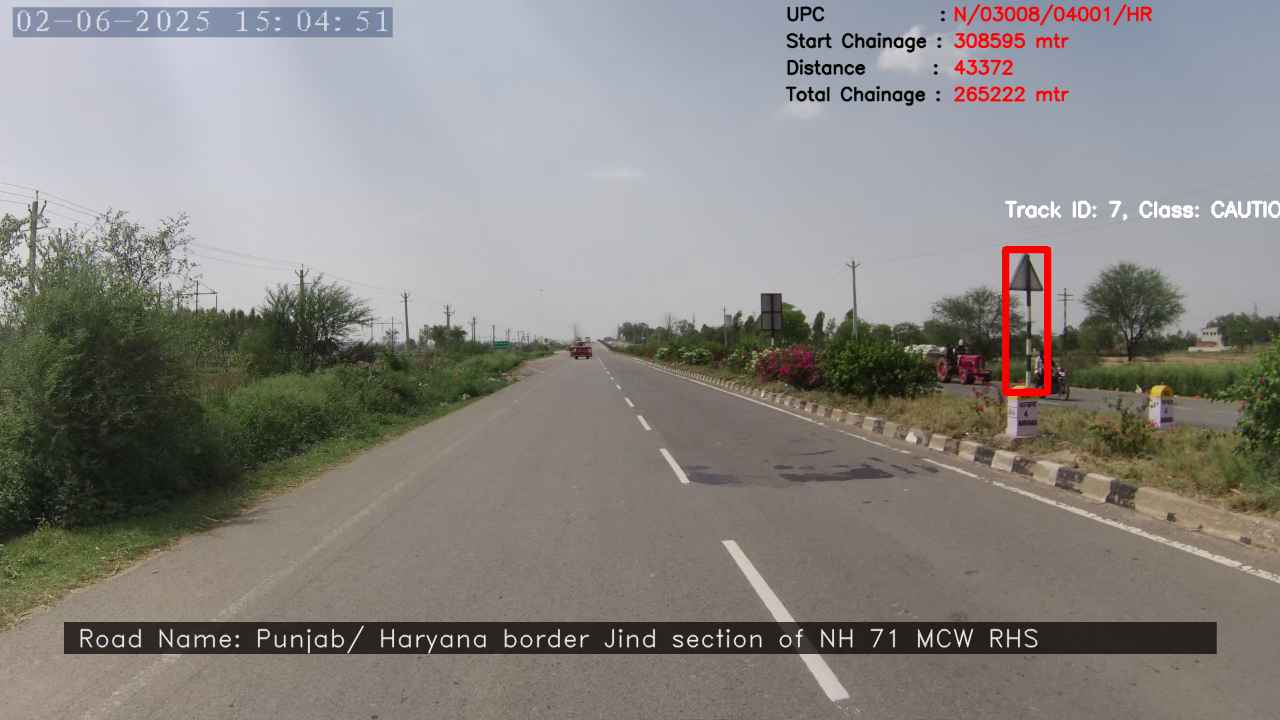 02-06-2025 15:04:51
UPC : N/03008/04001/HR
Start Chainage : 308595 mtr
Distance : 43372
Total Chainage : 265222 mtr
Track ID: 7, Class: CAUTIO
Road Name: Punjab/ Haryana border Jind section of NH 71 MCW RHS